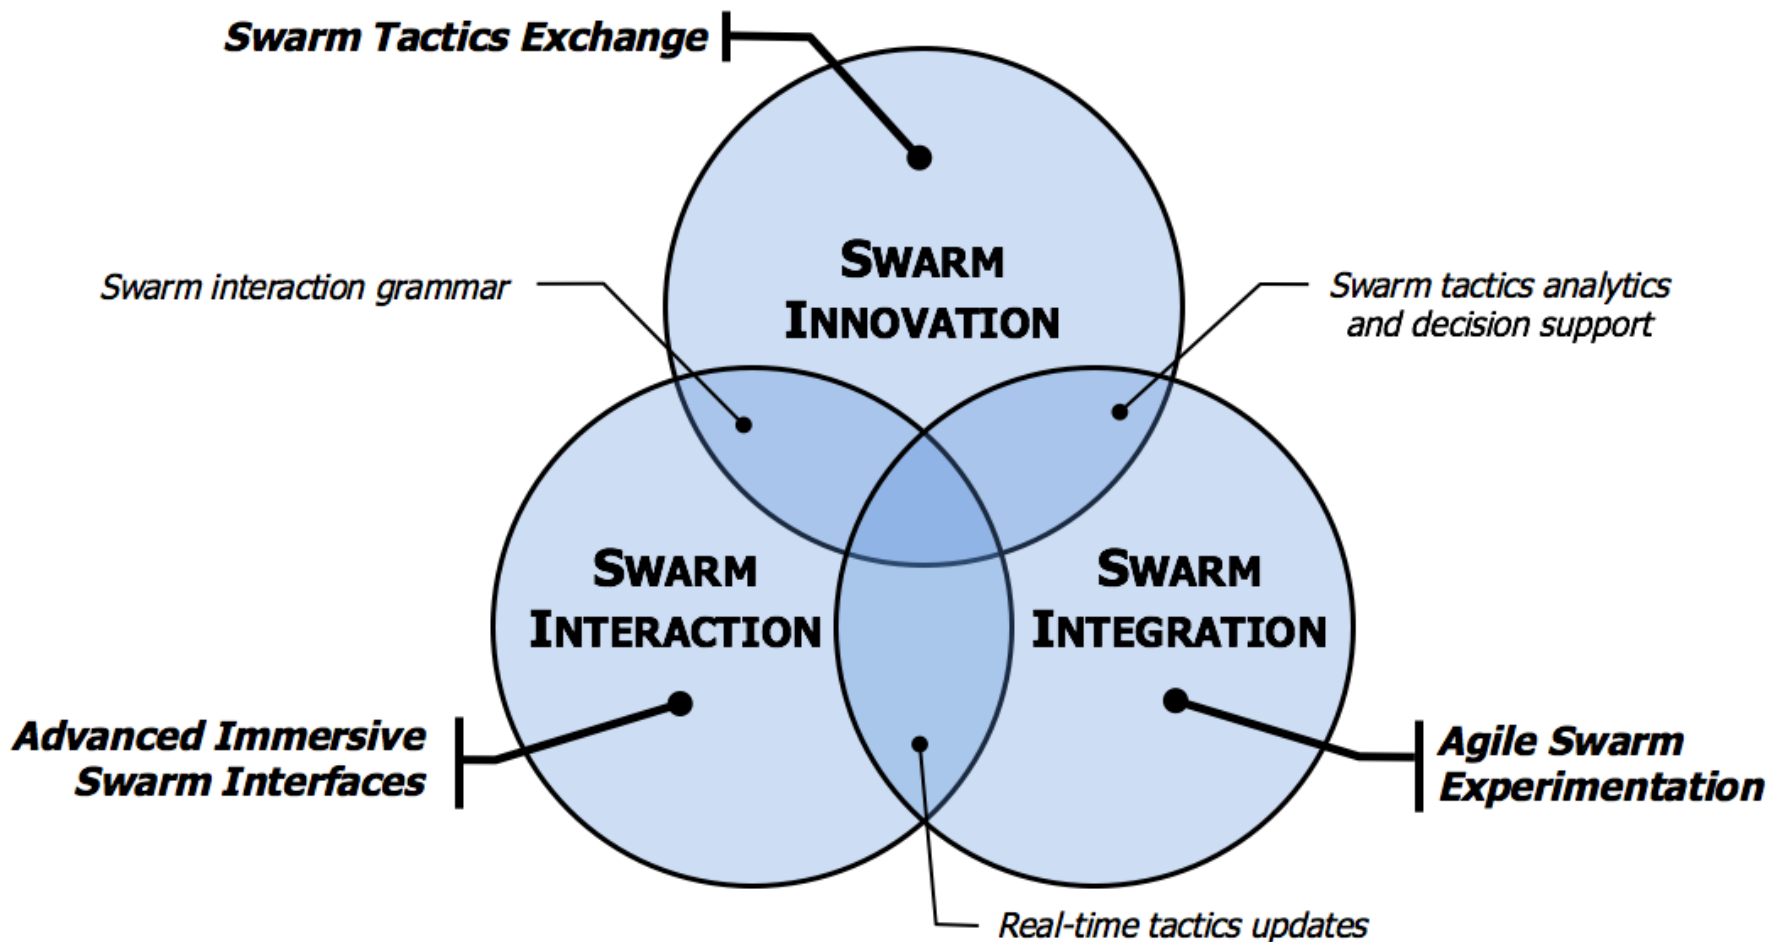 Swarm Tactics Exchange
SWARM
INNOVATION
Swarm interaction grammar
Swarm tactics analytics
and decision support
SWARM
INTERACTION
SWARM
INTEGRATION
Advanced Immersive
Swarm Interfaces
Agile Swarm
Experimentation
Real-time tactics updates